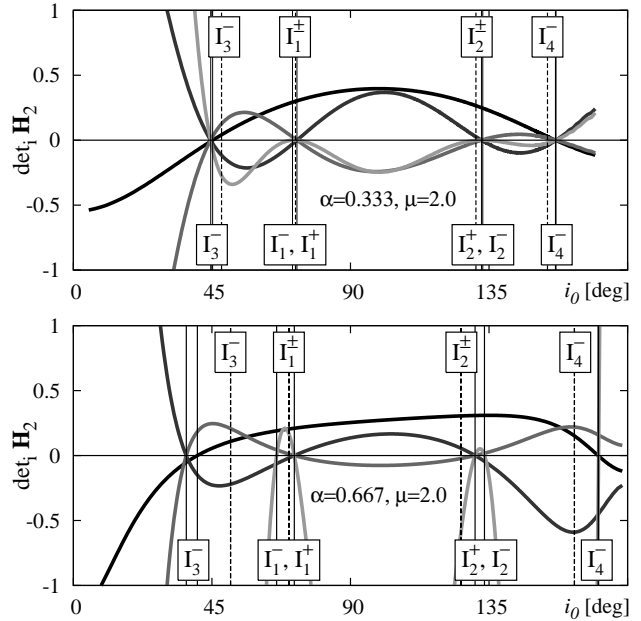 1
I₃⁻ I₁^± I₂^± I₄⁻
0.5
det_i H₂
0
α=0.333, μ=2.0
-0.5
I₃⁻ I₁⁻, I₁⁺ I₂⁺, I₂⁻ I₄⁻
-1
0 45 90 135 i₀ [deg]
1
I₃⁻ I₁^± I₂^± I₄⁻
0.5
det_i H₂
0
α=0.667, μ=2.0
-0.5
I₃⁻ I₁⁻, I₁⁺ I₂⁺, I₂⁻ I₄⁻
-1
0 45 90 135 i₀ [deg]